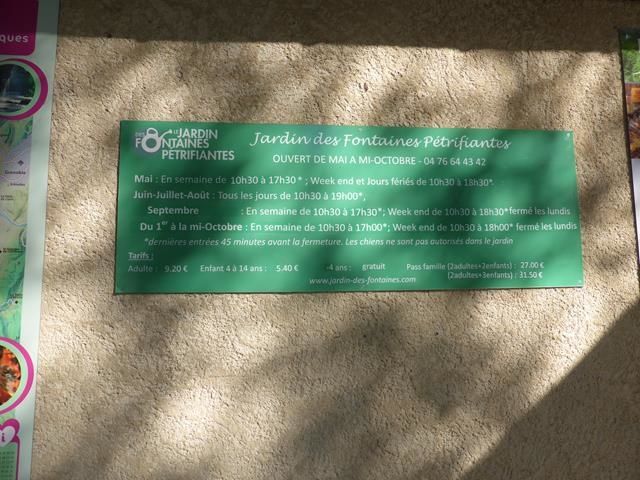 ques
DES
LE JARDIN
FONTAINES
PÉTRIFIANTES
Jardin des Fontaines Pétrifiantes
OUVERT DE MAI A MI-OCTOBRE - 04 76 64 43 42
Mai : En semaine de 10h30 à 17h30* ; Week end et Jours fériés de 10h30 à 18h30*.
Juin-Juillet-Août : Tous les jours de 10h30 à 19h00*,
Septembre : En semaine de 10h30 à 17h30*; Week end de 10h30 à 18h30* fermé les lundis
Du 1er à la mi-Octobre : En semaine de 10h30 à 17h00*; Week end de 10h30 à 18h00* fermé les lundis
*dernières entrées 45 minutes avant la fermeture. Les chiens ne sont pas autorisés dans le jardin
Tarifs :
Adulte : 9.20 € Enfant 4 à 14 ans : 5.40 € -4 ans : gratuit Pass famille (2adultes+2enfants) : 27.00 €
(2adultes+3enfants) : 31.50 €
www.jardin-des-fontaines.com
Grenoble